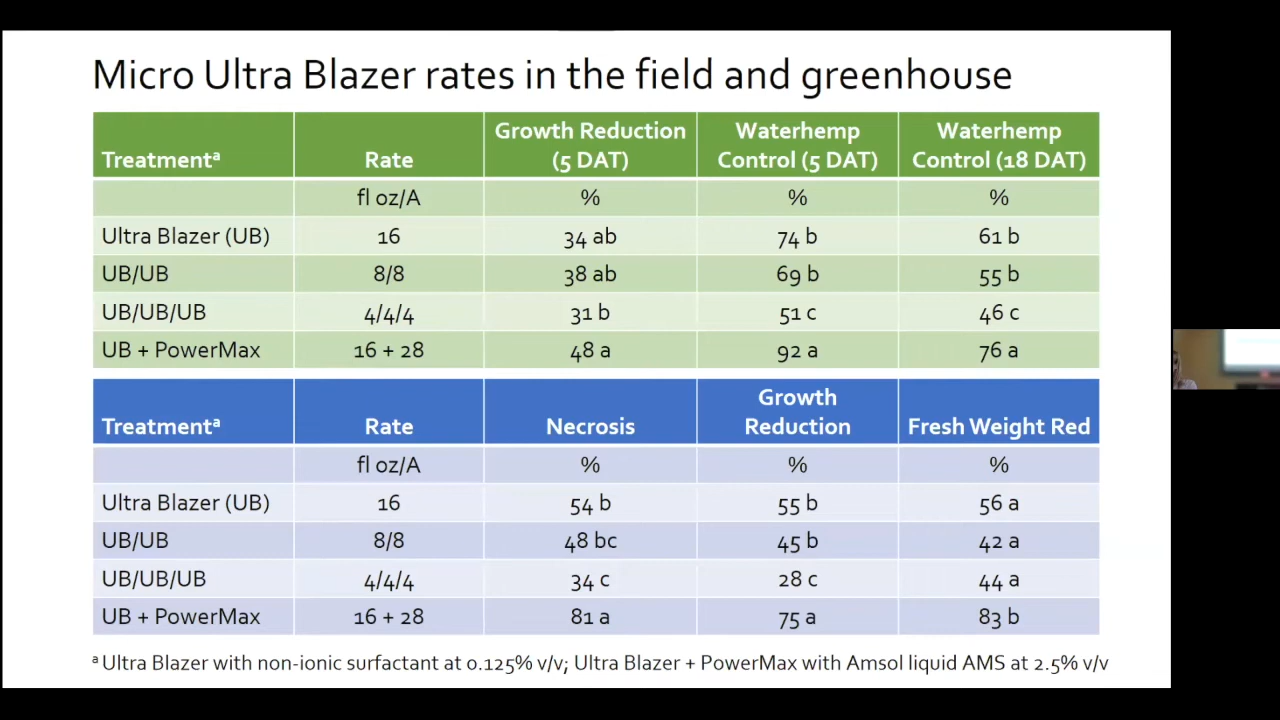 Micro Ultra Blazer rates in the field and greenhouse
Treatmentᵃ Rate Growth Reduction (5 DAT) Waterhemp Control (5 DAT) Waterhemp Control (18 DAT)
fl oz/A % % %
Ultra Blazer (UB) 16 34 ab 74 b 61 b
UB/UB 8/8 38 ab 69 b 55 b
UB/UB/UB 4/4/4 31 b 51 c 46 c
UB + PowerMax 16 + 28 48 a 92 a 76 a
Treatmentᵃ Rate Necrosis Growth Reduction Fresh Weight Red
fl oz/A % % %
Ultra Blazer (UB) 16 54 b 55 b 56 a
UB/UB 8/8 48 bc 45 b 42 a
UB/UB/UB 4/4/4 34 c 28 c 44 a
UB + PowerMax 16 + 28 81 a 75 a 83 b
ᵃ Ultra Blazer with non-ionic surfactant at 0.125% v/v; Ultra Blazer + PowerMax with Amsol liquid AMS at 2.5% v/v